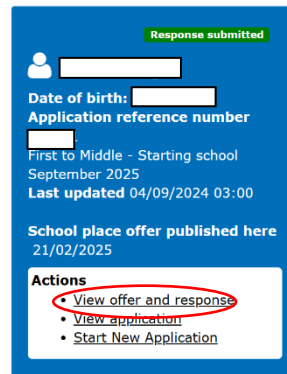 Response submitted
Date of birth:
Application reference number
First to Middle - Starting school
September 2025
Last updated 04/09/2024 03:00
School place offer published here
21/02/2025
Actions
• View offer and response
• View application
• Start New Application